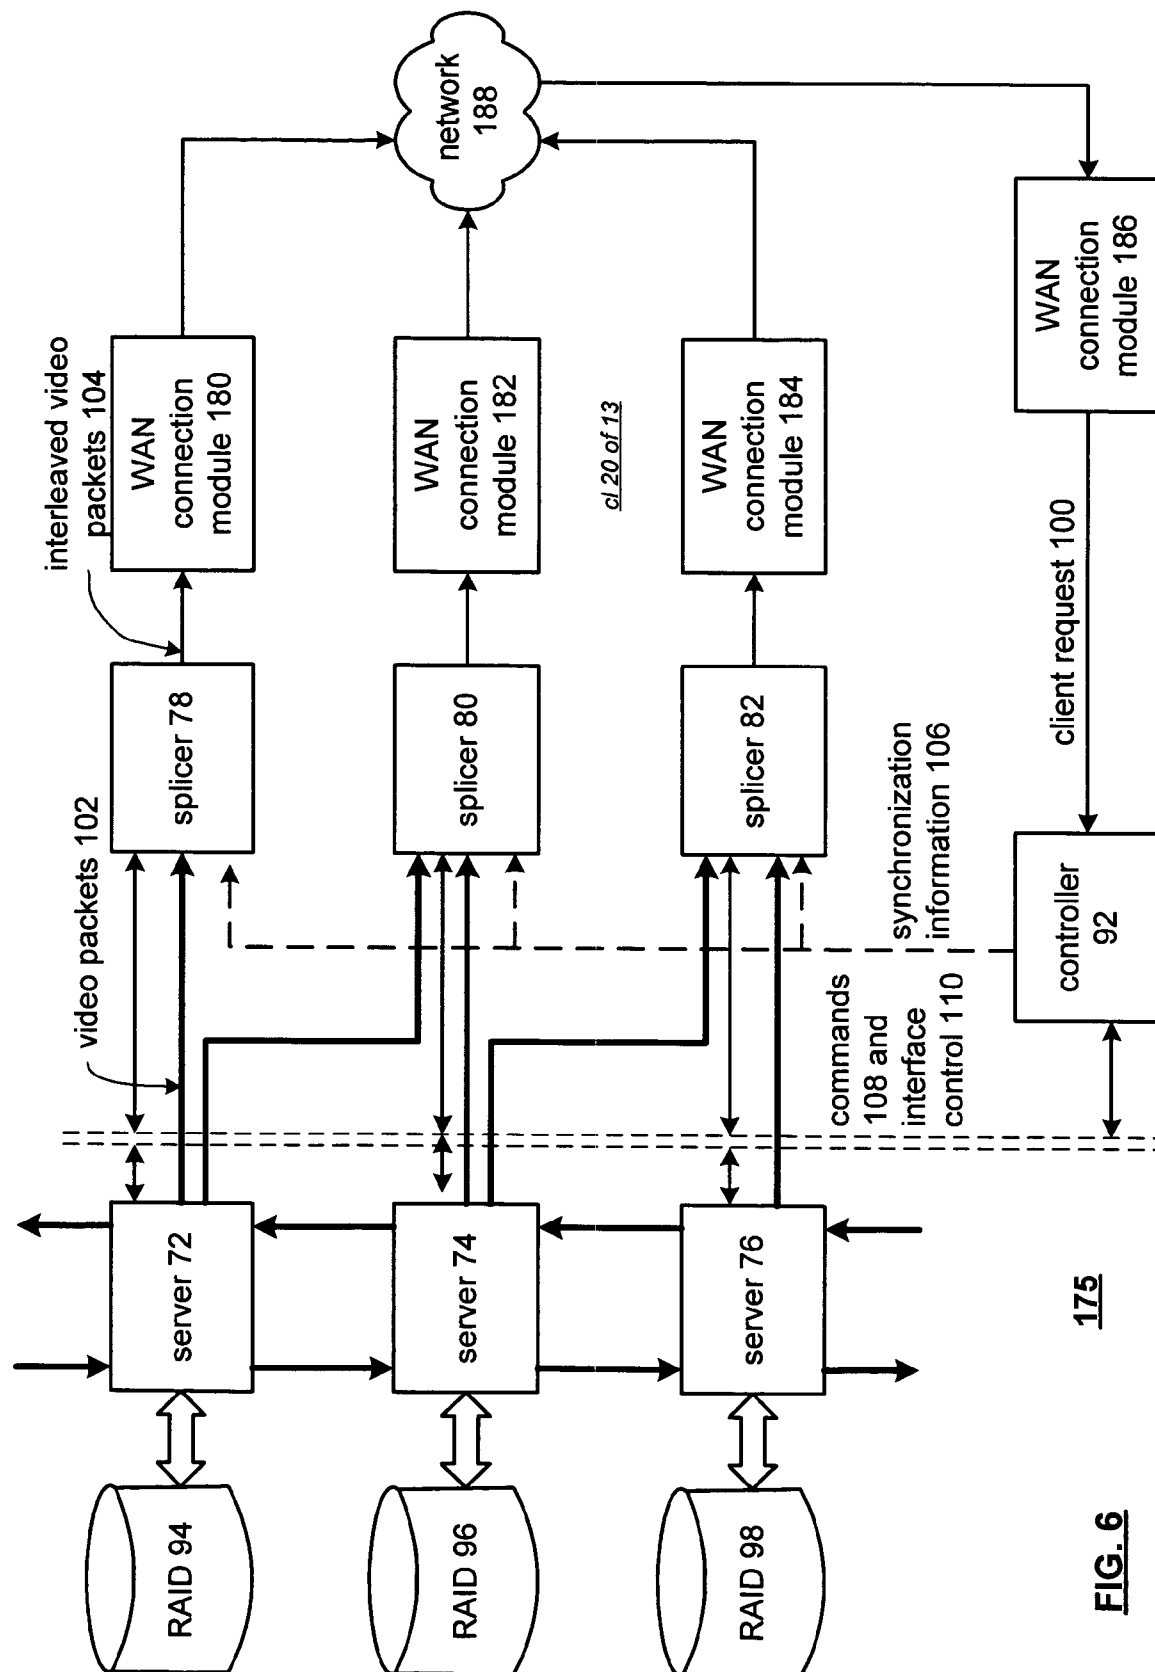 RAID 94
server 72
video packets 102
splicer 78
interleaved video
packets 104
WAN
connection
module 180
network
188
RAID 96
server 74
splicer 80
WAN
connection
module 182
cl 20 of 13
RAID 98
server 76
splicer 82
WAN
connection
module 184
commands
108 and
interface
control 110
synchronization
information 106
controller
92
client request 100
WAN
connection
module 186
175
FIG. 6